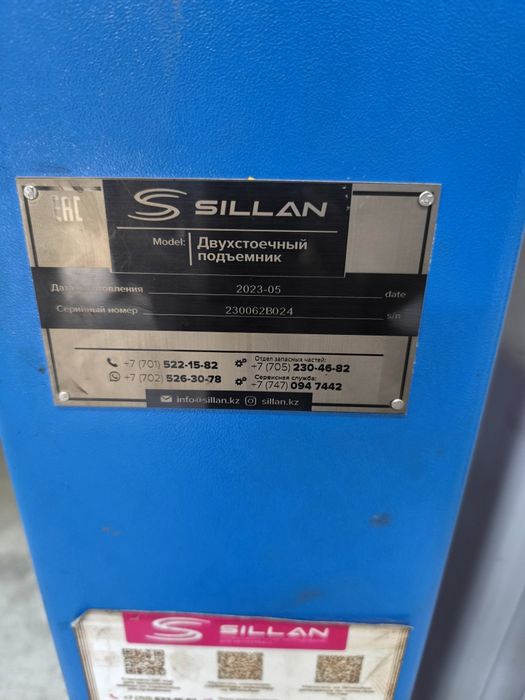 EAC
SILLAN
Model: Двухстоечный
подъемник
Дата изготовления 2023-05 date
Серийный номер 230062B024 s/n
+7 (701) 522-15-82
+7 (702) 526-30-78
Отдел запасных частей:
+7 (705) 230-46-82
Сервисная служба:
+7 (747) 094 7442
info@sillan.kz sillan.kz
SILLAN